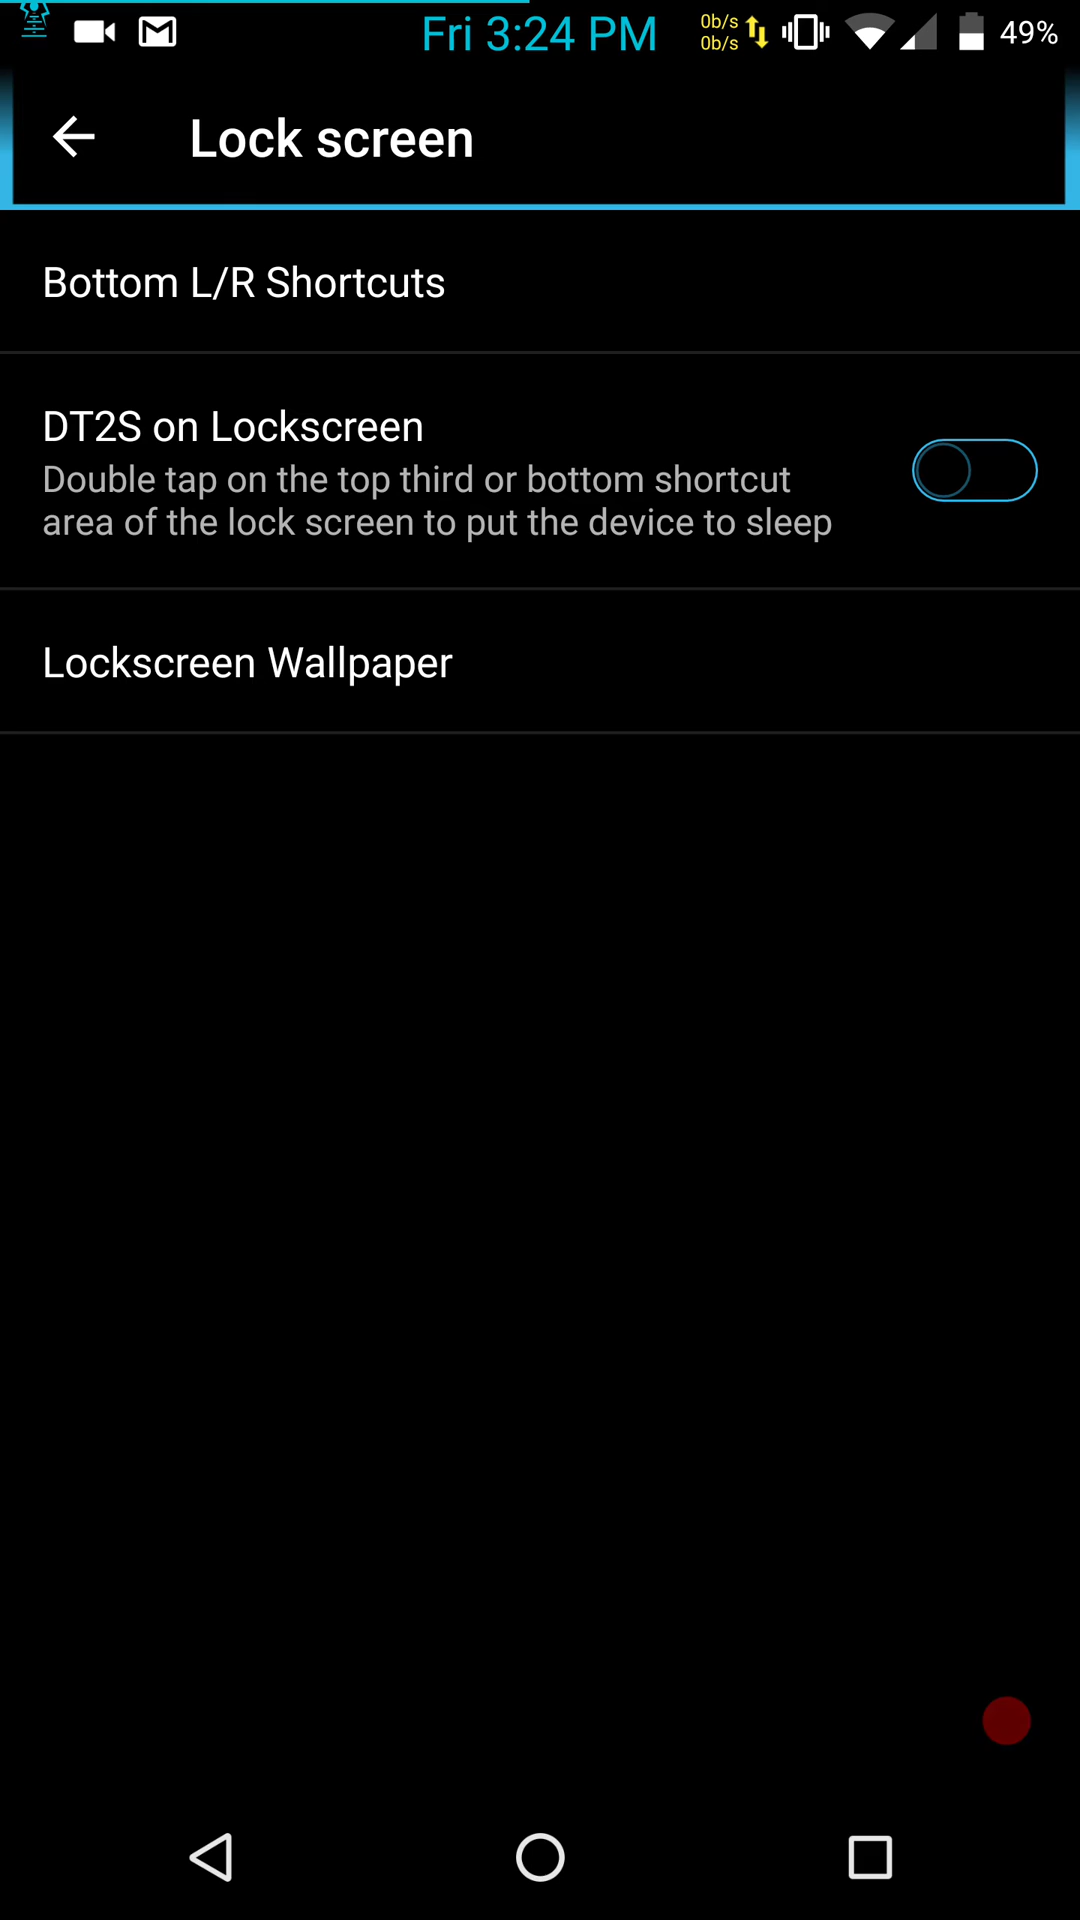 Fri 3:24 PM
0b/s
0b/s
49%
Lock screen
Bottom L/R Shortcuts
DT2S on Lockscreen
Double tap on the top third or bottom shortcut
area of the lock screen to put the device to sleep
Lockscreen Wallpaper